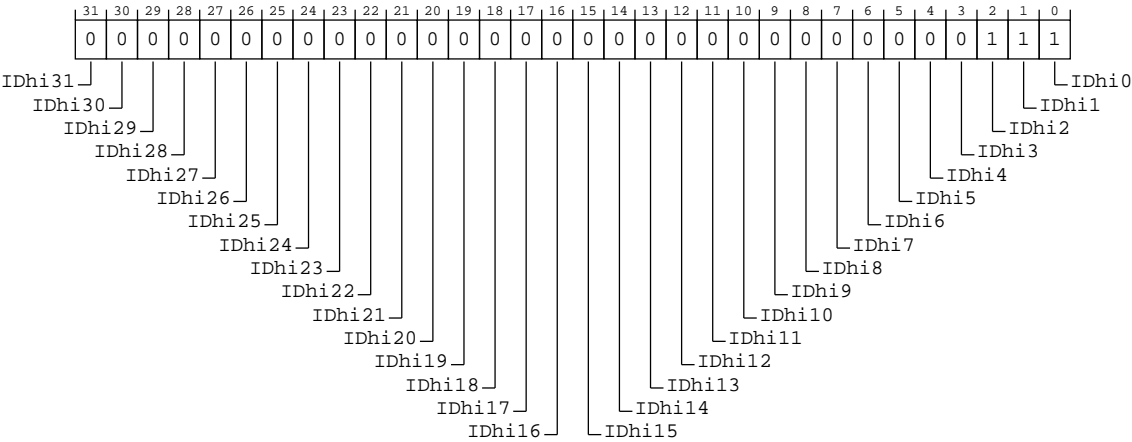 31 30 29 28 27 26 25 24 23 22 21 20 19 18 17 16 15 14 13 12 11 10 9 8 7 6 5 4 3 2 1 0
0 0 0 0 0 0 0 0 0 0 0 0 0 0 0 0 0 0 0 0 0 0 0 0 0 0 0 0 0 1 1 1
IDhi31 IDhi0
IDhi30 IDhi1
IDhi29 IDhi2
IDhi28 IDhi3
IDhi27 IDhi4
IDhi26 IDhi5
IDhi25 IDhi6
IDhi24 IDhi7
IDhi23 IDhi8
IDhi22 IDhi9
IDhi21 IDhi10
IDhi20 IDhi11
IDhi19 IDhi12
IDhi18 IDhi13
IDhi17 IDhi14
IDhi16 IDhi15